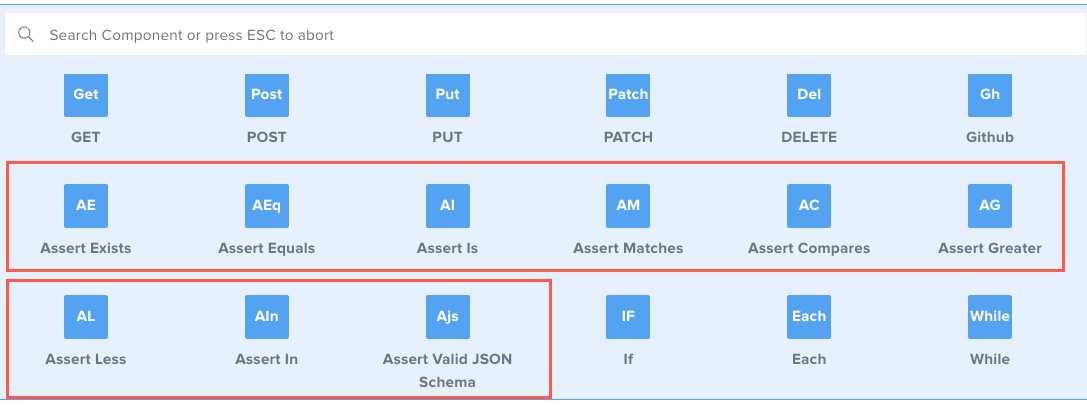 Search Component or press ESC to abort
Get Post Put Patch Del Gh
GET POST PUT PATCH DELETE Github
AE AEq AI AM AC AG
Assert Exists Assert Equals Assert Is Assert Matches Assert Compares Assert Greater
AL AIn Ajs IF Each While
Assert Less Assert In Assert Valid JSON If Each While
Schema